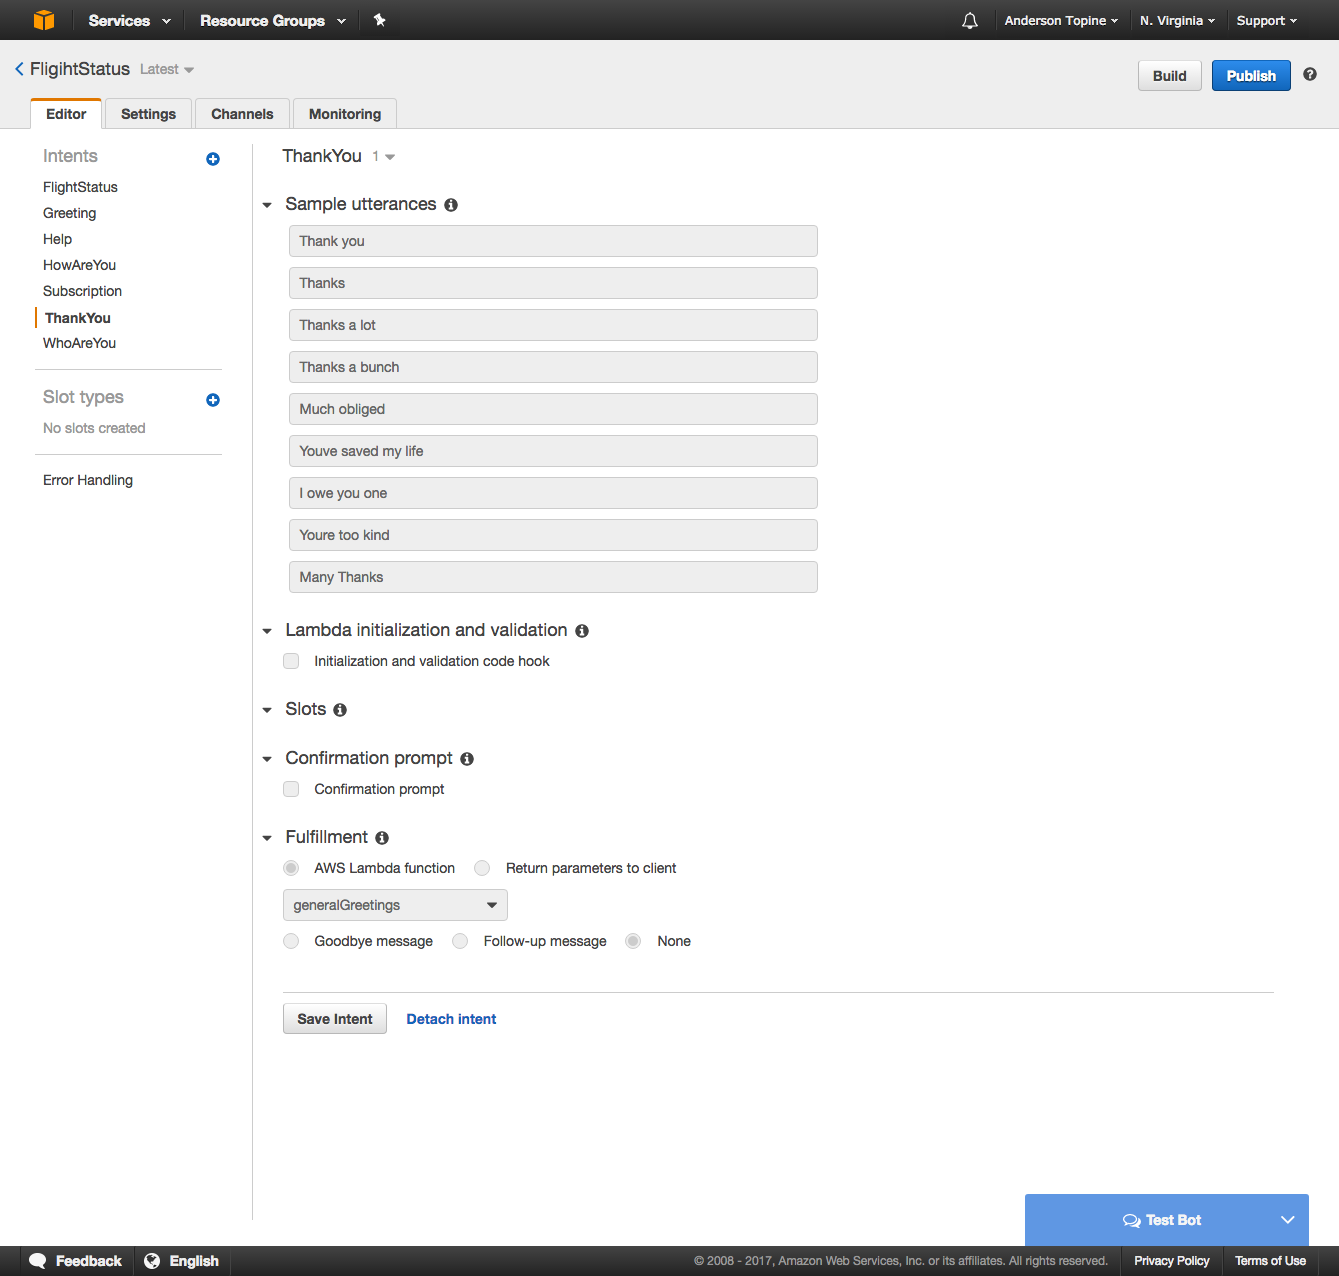 Services Resource Groups Anderson Topine N. Virginia Support
FligihtStatus Latest Build Publish
Editor Settings Channels Monitoring
Intents
FlightStatus
Greeting
Help
HowAreYou
Subscription
ThankYou
WhoAreYou
Slot types
No slots created
Error Handling
ThankYou 1
Sample utterances
Thank you
Thanks
Thanks a lot
Thanks a bunch
Much obliged
Youve saved my life
I owe you one
Youre too kind
Many Thanks
Lambda initialization and validation
Initialization and validation code hook
Slots
Confirmation prompt
Confirmation prompt
Fulfillment
AWS Lambda function Return parameters to client
generalGreetings
Goodbye message Follow-up message None
Save Intent Detach intent
Test Bot
Feedback English © 2008 - 2017, Amazon Web Services, Inc. or its affiliates. All rights reserved. Privacy Policy Terms of Use